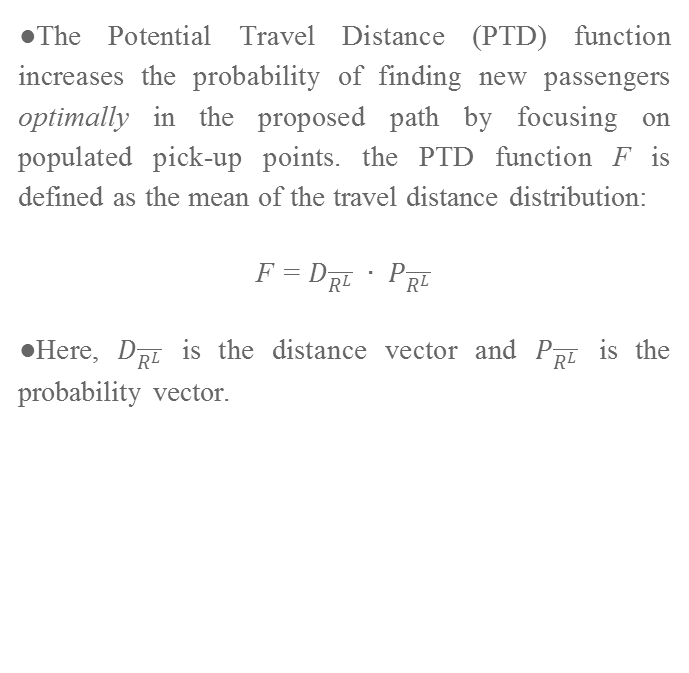 ●The Potential Travel Distance (PTD) function
increases the probability of finding new passengers
optimally in the proposed path by focusing on
populated pick-up points. the PTD function F is
defined as the mean of the travel distance distribution:
F = D_{\overline{R^L}} · P_{\overline{R^L}}
●Here, D_{\overline{R^L}} is the distance vector and P_{\overline{R^L}} is the
probability vector.